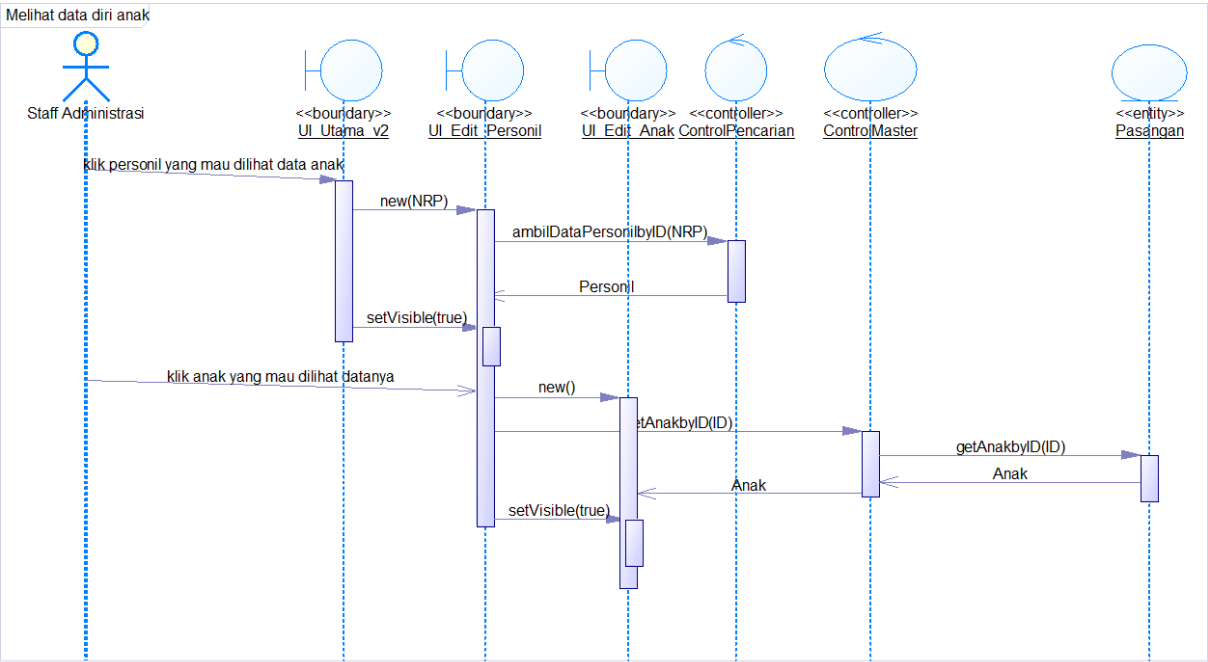 Melihat data diri anak
Staff Administrasi
<<boundary>>
UI_Utama_v2
<<boundary>>
UI_Edit_Personil
<<boundary>>
UI_Edit_Anak
<<controller>>
ControlPencarian
<<controller>>
ControlMaster
<<entity>>
Pasangan
klik personil yang mau dilihat data anak
new(NRP)
ambilDataPersonilbyID(NRP)
Personil
setVisible(true)
klik anak yang mau dilihat datanya
new()
etAnakbyID(ID)
getAnakbyID(ID)
Anak
Anak
setVisible(true)